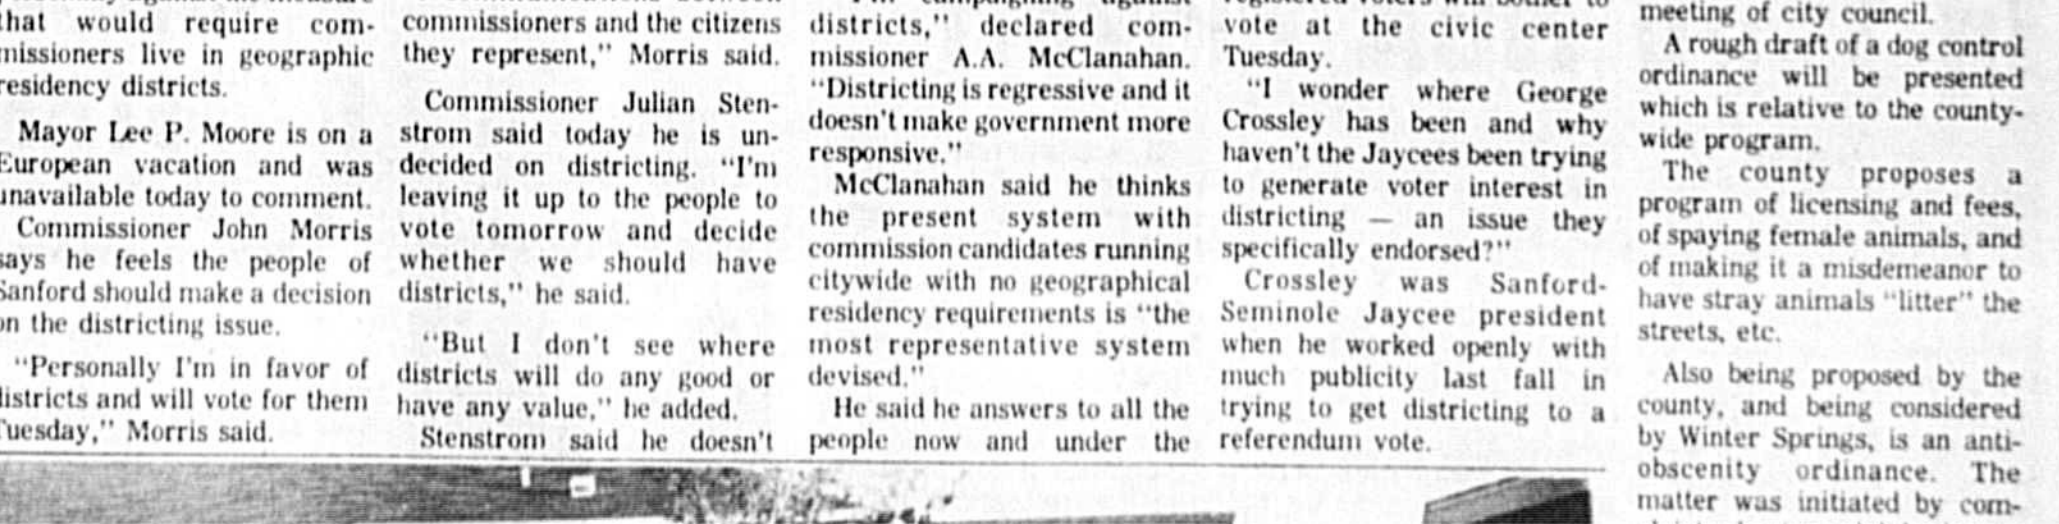 that would require com-
missioners live in geographic
residency districts.
Mayor Lee P. Moore is on a
European vacation and was
unavailable today to comment.
Commissioner John Morris
says he feels the people of
Sanford should make a decision
on the districting issue.
"Personally I'm in favor of
districts and will vote for them
Tuesday," Morris said.
commissioners and the citizens
they represent," Morris said.
Commissioner Julian Sten-
strom said today he is un-
decided on districting. "I'm
leaving it up to the people to
vote tomorrow and decide
whether we should have
districts," he said.
"But I don't see where
districts will do any good or
have any value," he added.
Stenstrom said he doesn't
districts," declared com-
missioner A.A. McClanahan.
"Districting is regressive and it
doesn't make government more
responsive."
McClanahan said he thinks
the present system with
commission candidates running
citywide with no geographical
residency requirements is "the
most representative system
devised."
He said he answers to all the
people now and under the
vote at the civic center
Tuesday.
"I wonder where George
Crossley has been and why
haven't the Jaycees been trying
to generate voter interest in
districting — an issue they
specifically endorsed?"
Crossley was Sanford-
Seminole Jaycee president
when he worked openly with
much publicity last fall in
trying to get districting to a
referendum vote.
meeting of city council.
A rough draft of a dog control
ordinance will be presented
which is relative to the county-
wide program.
The county proposes a
program of licensing and fees,
of spaying female animals, and
of making it a misdemeanor to
have stray animals "litter" the
streets, etc.
Also being proposed by the
county, and being considered
by Winter Springs, is an anti-
obscenity ordinance. The
matter was initiated by com-